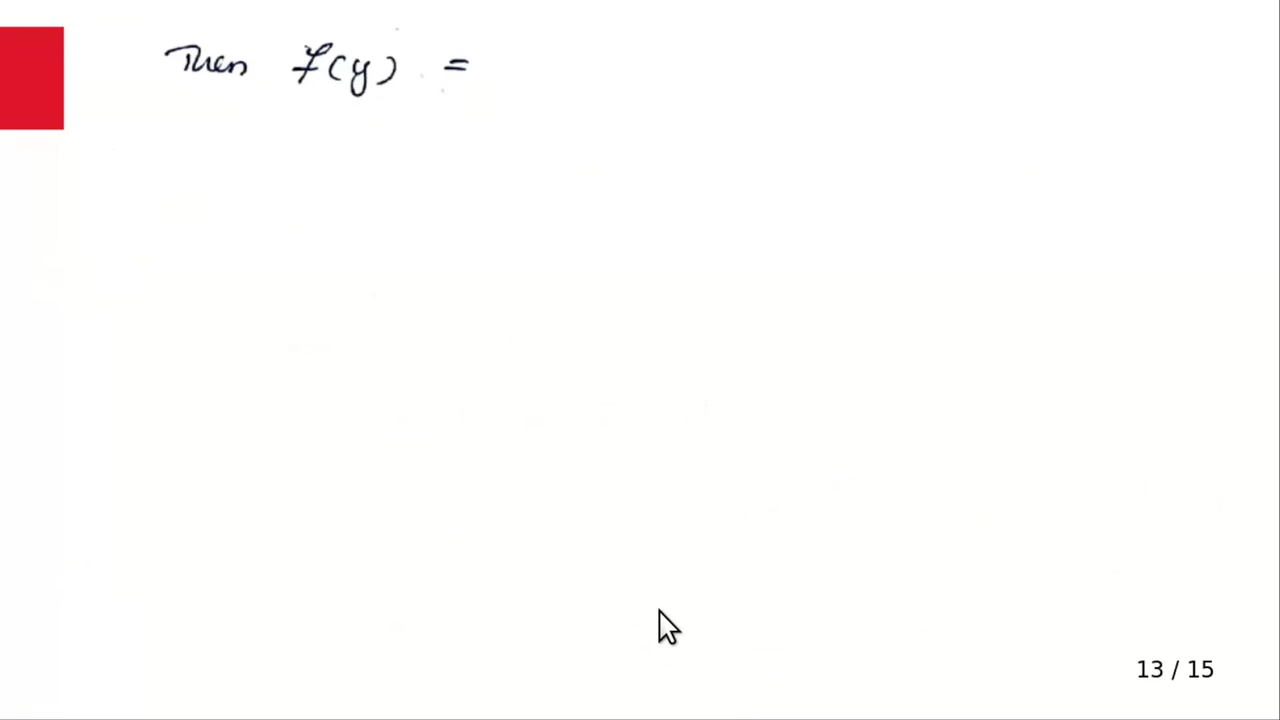 Then F(y) =
13 / 15